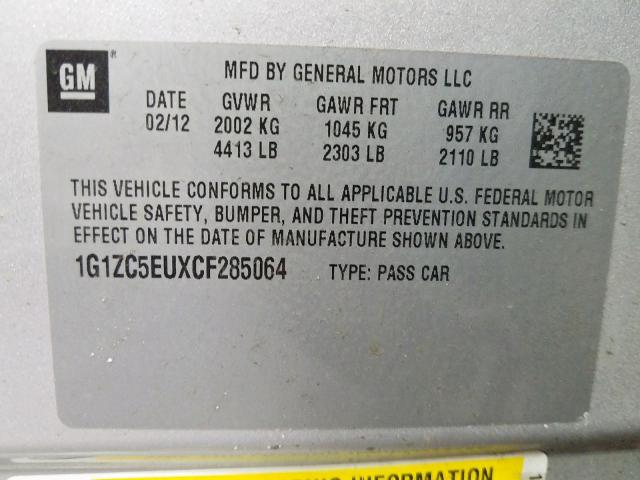 GM®
MFD BY GENERAL MOTORS LLC
DATE GVWR GAWR FRT GAWR RR
02/12 2002 KG 1045 KG 957 KG
4413 LB 2303 LB 2110 LB
THIS VEHICLE CONFORMS TO ALL APPLICABLE U.S. FEDERAL MOTOR
VEHICLE SAFETY, BUMPER, AND THEFT PREVENTION STANDARDS IN
EFFECT ON THE DATE OF MANUFACTURE SHOWN ABOVE.
1G1ZC5EUXCF285064 TYPE: PASS CAR
INFORMATION